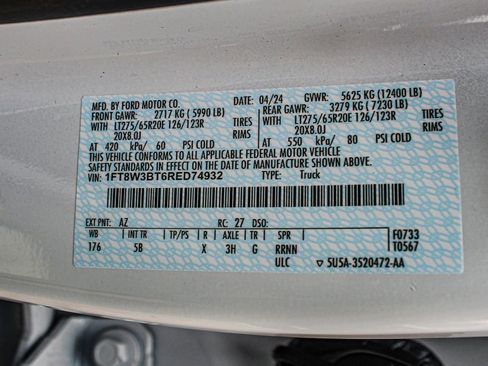 MFD. BY FORD MOTOR CO. DATE: 04/24 GVWR: 5625 KG (12400 LB)
FRONT GAWR: 2717 KG (5990 LB) REAR GAWR: 3279 KG (7230 LB)
WITH LT275/65R20E 126/123R TIRES WITH LT275/65R20E 126/123R TIRES
20X8.0J RIMS 20X8.0J RIMS
AT 420 kPa/ 60 PSI COLD AT 550 kPa/ 80 PSI COLD
THIS VEHICLE CONFORMS TO ALL APPLICABLE FEDERAL MOTOR VEHICLE
SAFETY STANDARDS IN EFFECT ON THE DATE OF MANUFACTURE SHOWN ABOVE.
VIN: 1FT8W3BT6RED74932 TYPE: Truck
EXT PNT: AZ RC: 27 DSO:
WB INT TR TP/PS R AXLE TR SPR F0733
176 5B X 3H G RRNN T0567
ULC ▽ 5U5A-3520472-AA